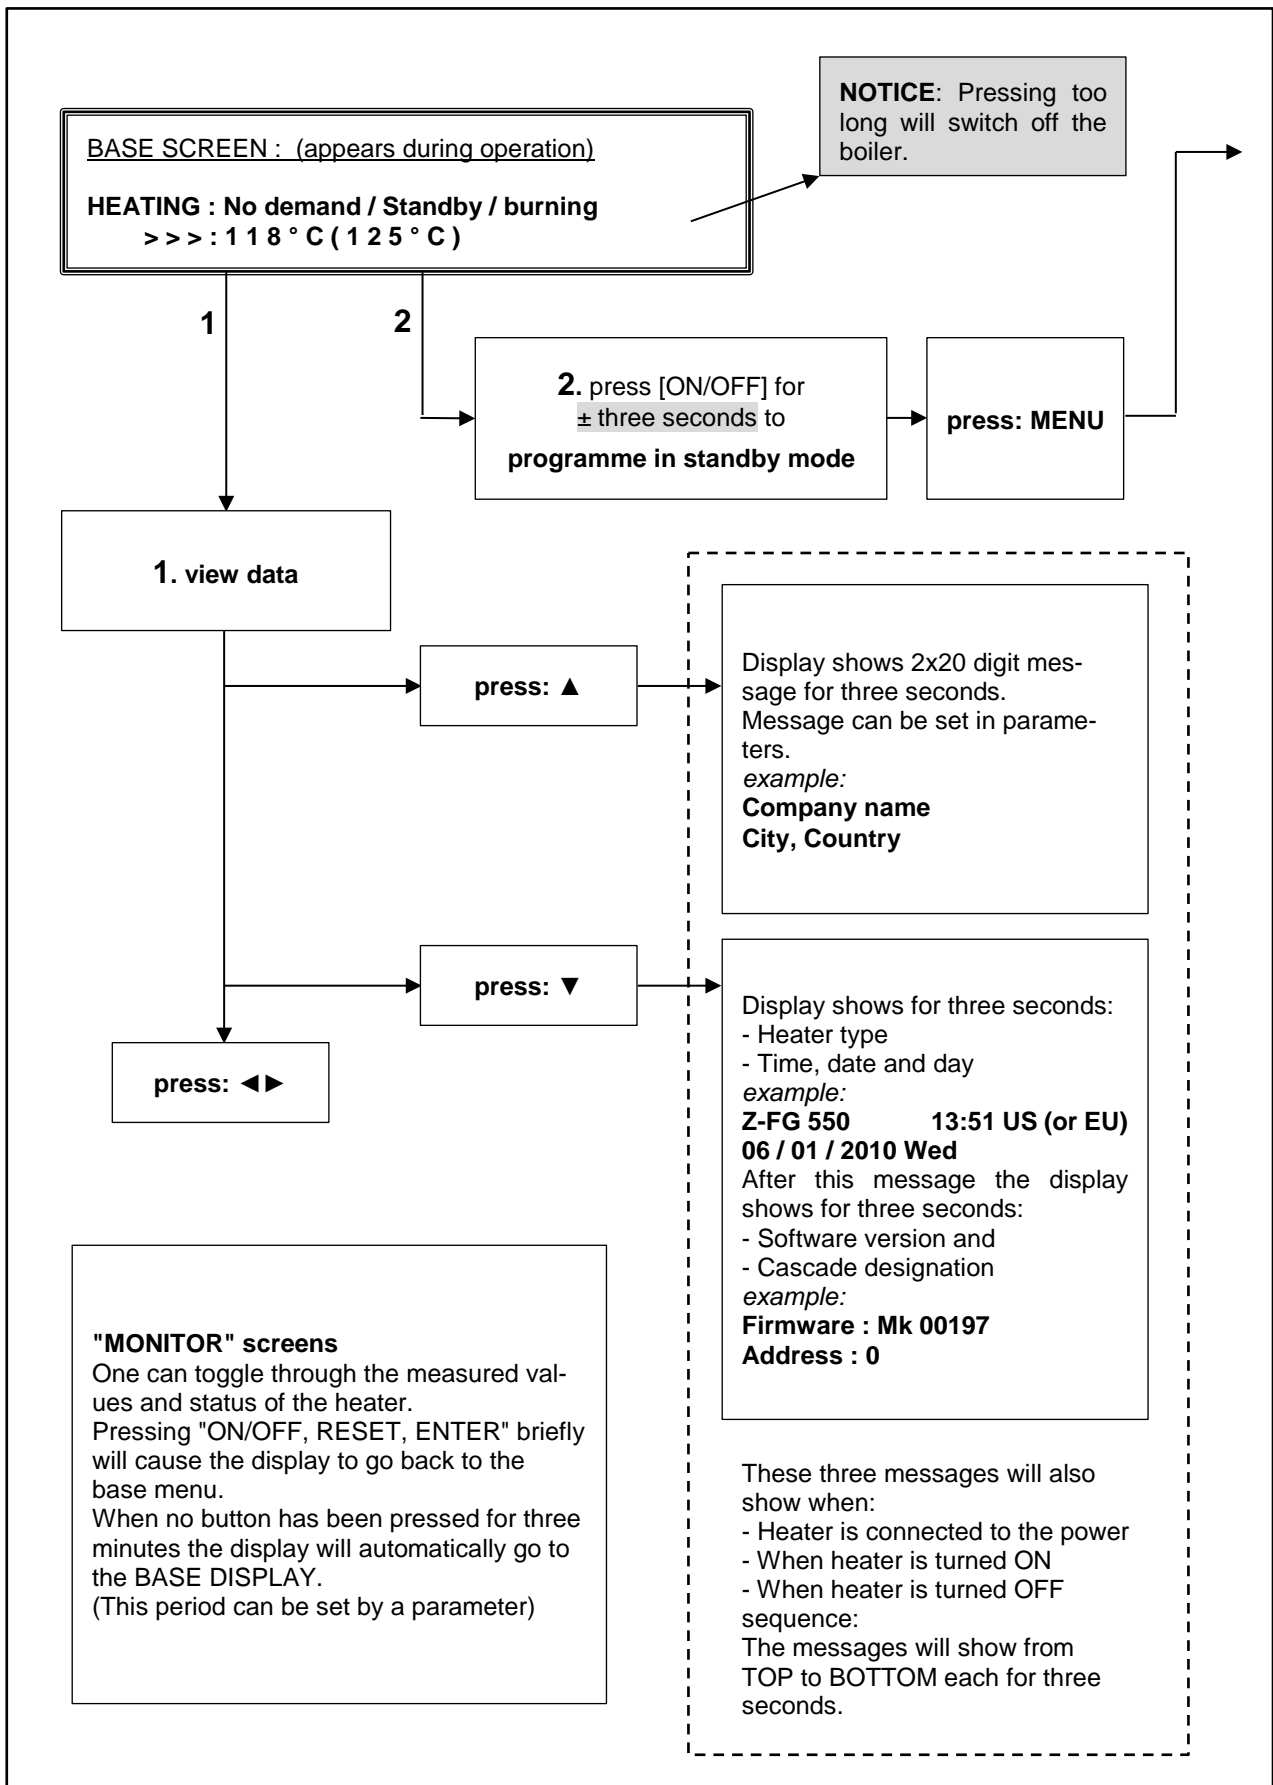 NOTICE: Pressing too
long will switch off the
boiler.
BASE SCREEN :  (appears during operation)
HEATING : No demand / Standby / burning
> > > : 1 1 8 ° C ( 1 2 5 ° C )
1
2
2. press [ON/OFF] for
± three seconds to
programme in standby mode
press: MENU
1. view data
press: ▲
Display shows 2x20 digit mes-
sage for three seconds.
Message can be set in parame-
ters.
example:
Company name
City, Country
press: ▼
Display shows for three seconds:
- Heater type
- Time, date and day
example:
Z-FG 550 13:51 US (or EU)
06 / 01 / 2010 Wed
After this message the display
shows for three seconds:
- Software version and
- Cascade designation
example:
Firmware : Mk 00197
Address : 0
press: ◄►
"MONITOR" screens
One can toggle through the measured val-
ues and status of the heater.
Pressing "ON/OFF, RESET, ENTER" briefly
will cause the display to go back to the
base menu.
When no button has been pressed for three
minutes the display will automatically go to
the BASE DISPLAY.
(This period can be set by a parameter)
These three messages will also
show when:
- Heater is connected to the power
- When heater is turned ON
- When heater is turned OFF
sequence:
The messages will show from
TOP to BOTTOM each for three
seconds.